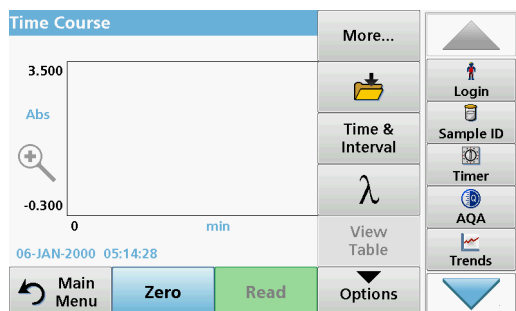 Time Course
More...
3.500
Abs
-0.300
0
min
06-JAN-2000 05:14:28
Time &
Interval
λ
View
Table
Main
Menu
Zero
Read
Options
Login
Sample ID
Timer
AQA
Trends